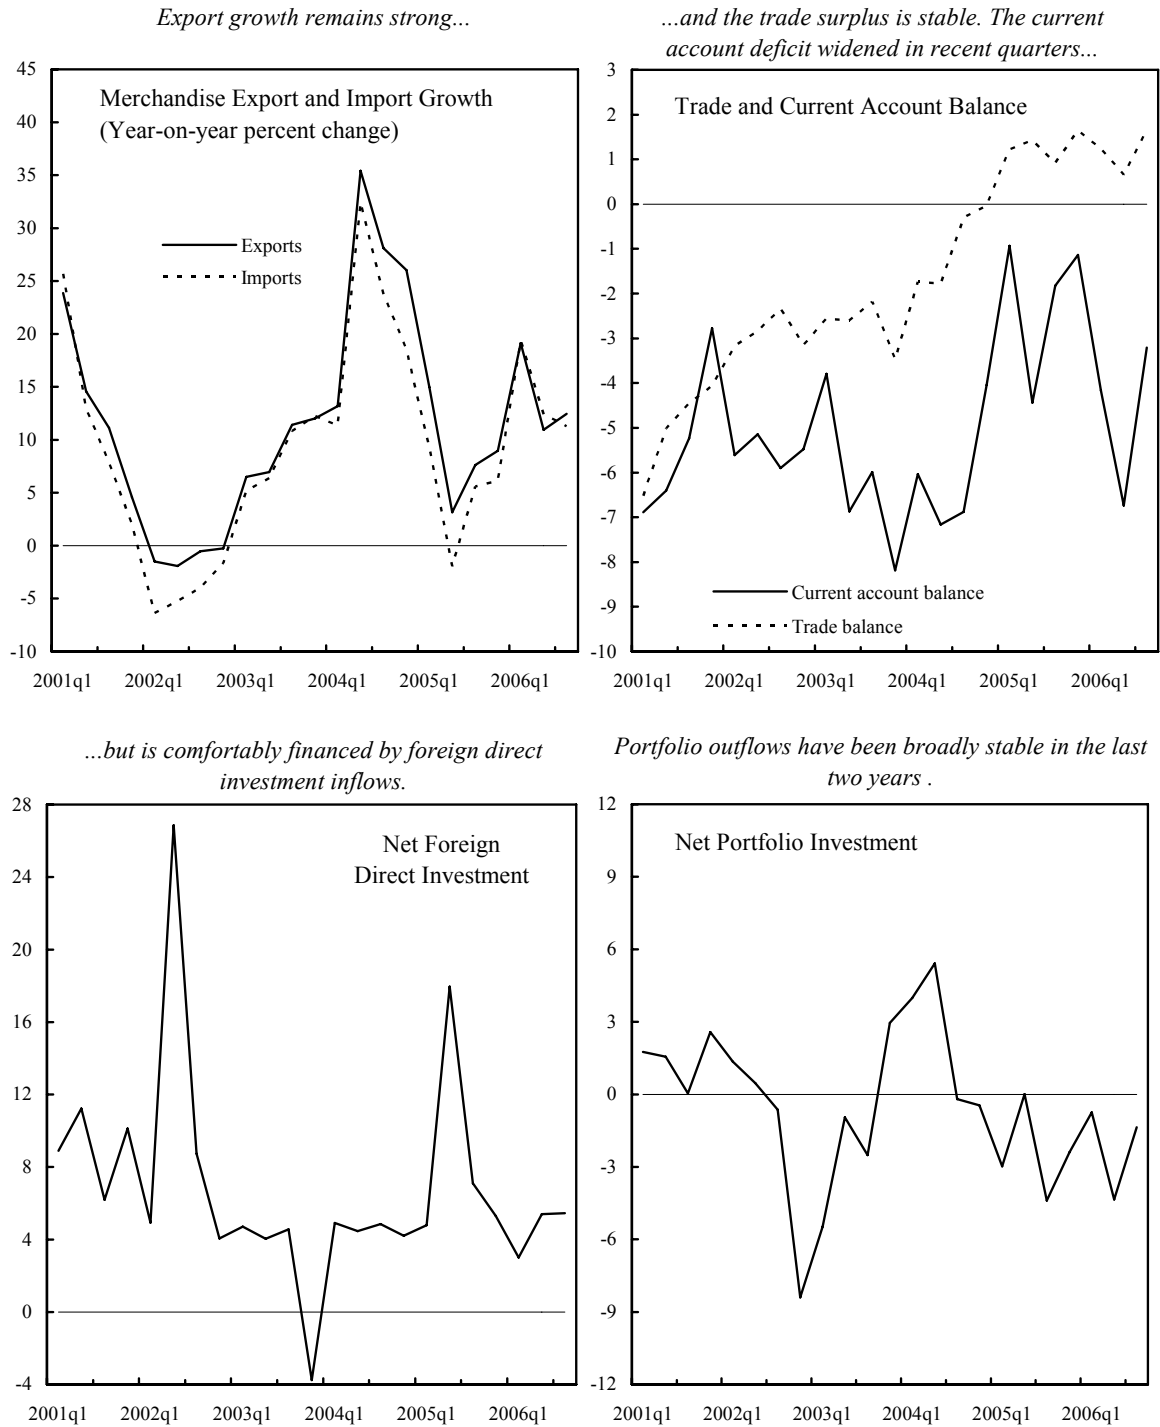 Export growth remains strong...
45
40
35
30
25
20
15
10
5
0
-5
-10
Merchandise Export and Import Growth
(Year-on-year percent change)
Exports
Imports
2001q1 2002q1 2003q1 2004q1 2005q1 2006q1
...and the trade surplus is stable. The current
account deficit widened in recent quarters...
3
2
1
0
-1
-2
-3
-4
-5
-6
-7
-8
-9
-10
Trade and Current Account Balance
Current account balance
Trade balance
2001q1 2002q1 2003q1 2004q1 2005q1 2006q1
...but is comfortably financed by foreign direct
investment inflows.
28
24
20
16
12
8
4
0
-4
Net Foreign
Direct Investment
2001q1 2002q1 2003q1 2004q1 2005q1 2006q1
Portfolio outflows have been broadly stable in the last
two years .
12
9
6
3
0
-3
-6
-9
-12
Net Portfolio Investment
2001q1 2002q1 2003q1 2004q1 2005q1 2006q1